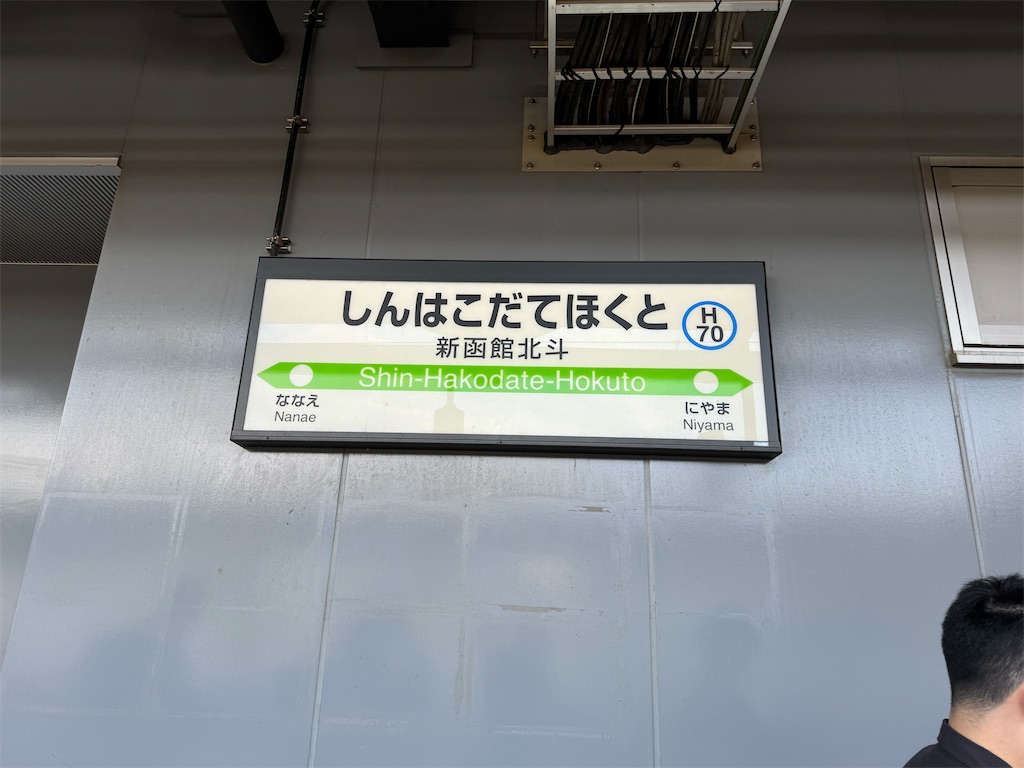 しんはこだてほくと
H
70
新函館北斗
Shin-Hakodate-Hokuto
ななえ
Nanae
にやま
Niyama